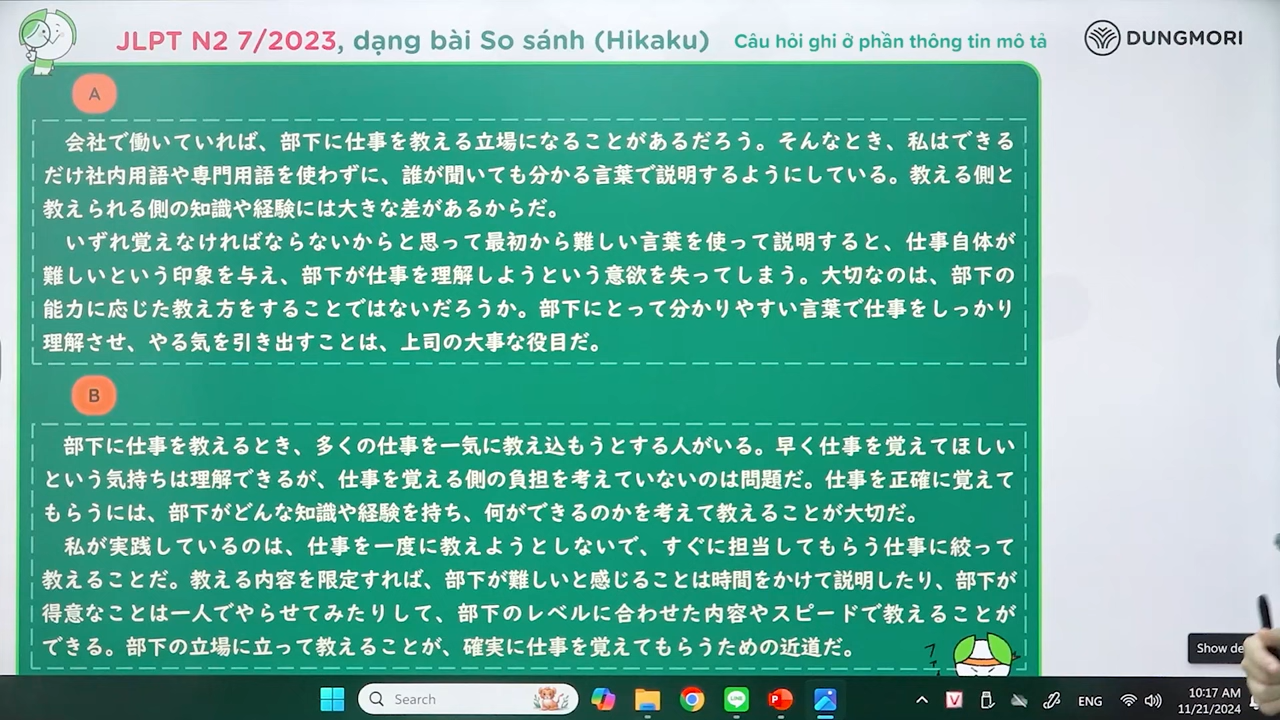 JLPT N2 7/2023, dạng bài So sánh (Hikaku)
Câu hỏi ghi ở phần thông tin mô tả
DUNGMORI
A
会社で働いていれば、部下に仕事を教える立場になることがあるだろう。そんなとき、私はできる
だけ社内用語や専門用語を使わずに、誰が聞いても分かる言葉で説明するようにしている。教える側と
教えられる側の知識や経験には大きな差があるからだ。
いずれ覚えなければならないからと思って最初から難しい言葉を使って説明すると、仕事自体が
難しいという印象を与え、部下が仕事を理解しようという意欲を失ってしまう。大切なのは、部下の
能力に応じた教え方をすることではないだろうか。部下にとって分かりやすい言葉で仕事をしっかり
理解させ、やる気を引き出すことは、上司の大事な役目だ。
B
部下に仕事を教えるとき、多くの仕事を一気に教え込もうとする人がいる。早く仕事を覚えてほしい
という気持ちは理解できるが、仕事を覚える側の負担を考えていないのは問題だ。仕事を正確に覚えて
もらうには、部下がどんな知識や経験を持ち、何ができるのかを考えて教えることが大切だ。
私が実践しているのは、仕事を一度に教えようとしないで、すぐに担当してもらう仕事に絞って
教えることだ。教える内容を限定すれば、部下が難しいと感じることは時間をかけて説明したり、部下が
得意なことは一人でやらせてみたりして、部下のレベルに合わせた内容やスピードで教えることが
できる。部下の立場に立って教えることが、確実に仕事を覚えてもらうための近道だ。
Show de
Search
ENG
10:17 AM
11/21/2024